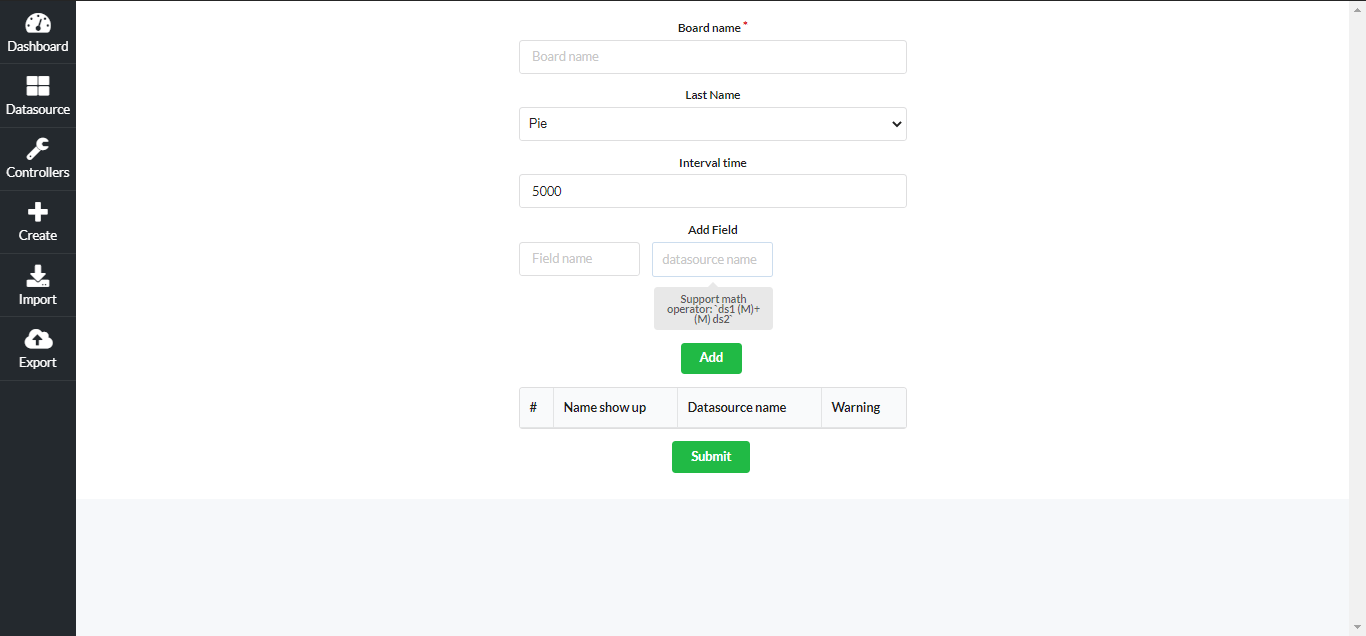 Dashboard
Datasource
Controllers
Create
Import
Export
Board name *
Board name
Last Name
Pie
Interval time
5000
Add Field
Field name datasource name
Support math
operator: `ds1 (M)+
(M) ds2`
Add
# Name show up Datasource name Warning
Submit